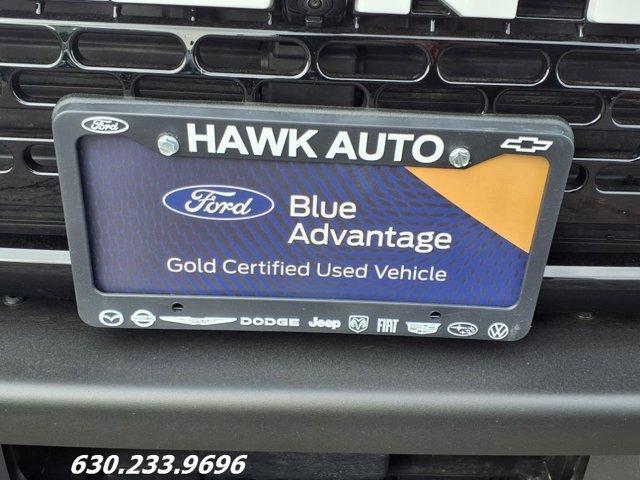 Ford HAWK AUTO
Ford Blue
Advantage
Gold Certified Used Vehicle
DODGE Jeep FIAT
630.233.9696